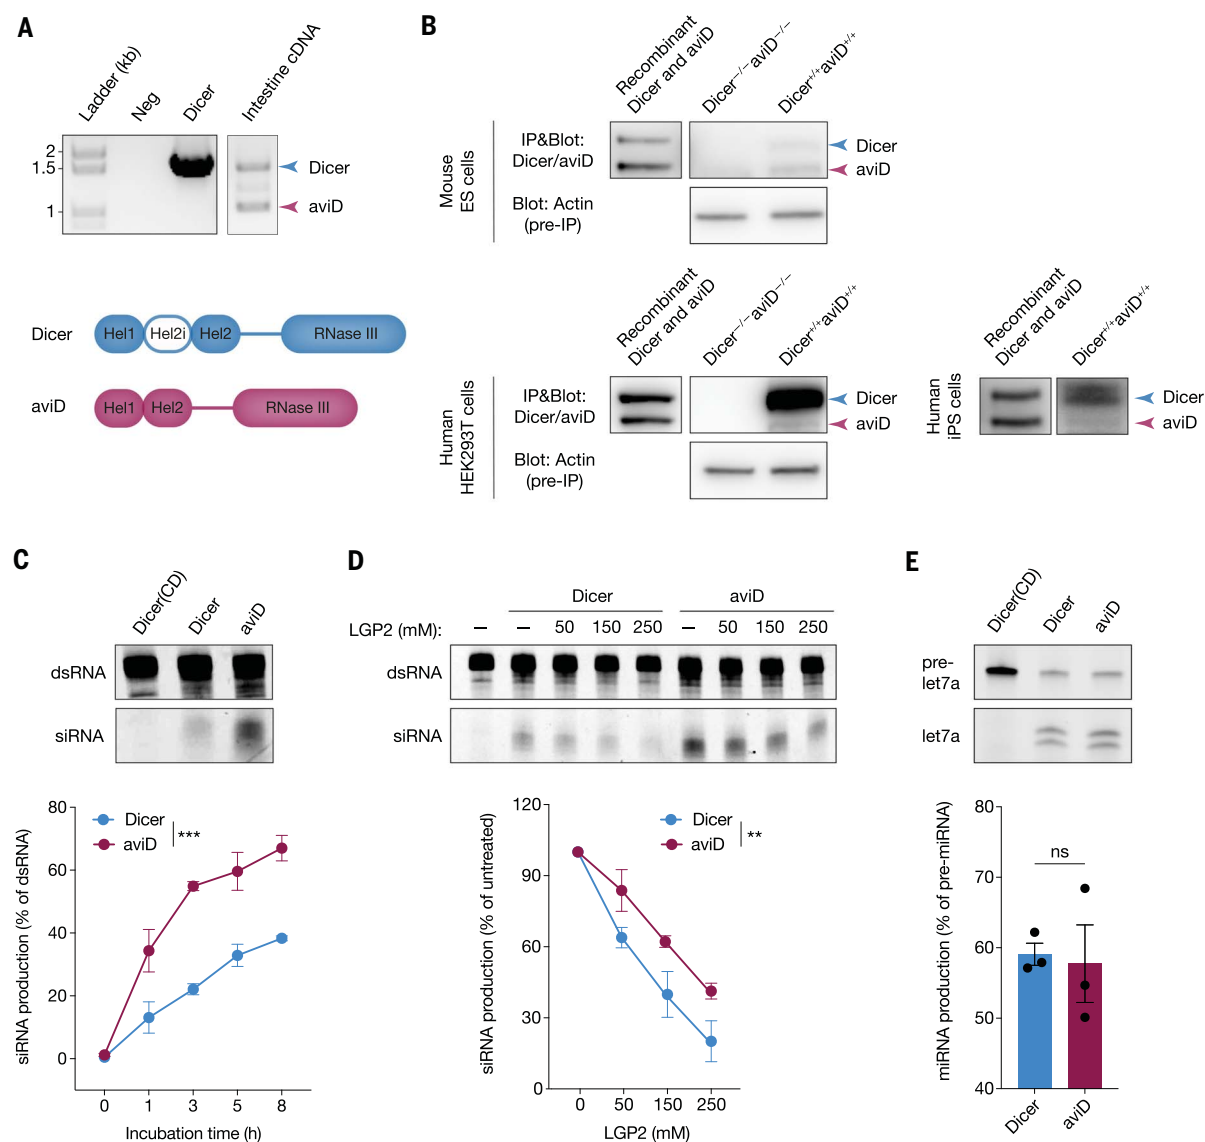 A
Ladder (kb)
Neg
Dicer
Intestine cDNA
2
1.5
1
Dicer
aviD
Dicer
Hel1
Hel2i
Hel2
RNase III
aviD
Hel1
Hel2
RNase III
B
Mouse
ES cells
Recombinant
Dicer and aviD
Dicer−/−aviD−/−
Dicer+/+aviD+/+
IP&Blot:
Dicer/aviD
Dicer
aviD
Blot: Actin
(pre-IP)
Human
HEK293T cells
Recombinant
Dicer and aviD
Dicer−/−aviD−/−
Dicer+/+aviD+/+
IP&Blot:
Dicer/aviD
Dicer
aviD
Blot: Actin
(pre-IP)
Human
iPS cells
Recombinant
Dicer and aviD
Dicer+/+aviD+/+
Dicer
aviD
C
Dicer(CD)
Dicer
aviD
dsRNA
siRNA
siRNA production (% of dsRNA)
80
60
40
20
0
Dicer
aviD
***
0 1 3 5 8
Incubation time (h)
D
Dicer aviD
LGP2 (mM): – – 50 150 250 – 50 150 250
dsRNA
siRNA
siRNA production (% of untreated)
120
90
60
30
0
Dicer
aviD
**
0 50 150 250
LGP2 (mM)
E
Dicer(CD)
Dicer
aviD
pre-
let7a
let7a
miRNA production (% of pre-miRNA)
80
70
60
50
40
ns
Dicer
aviD